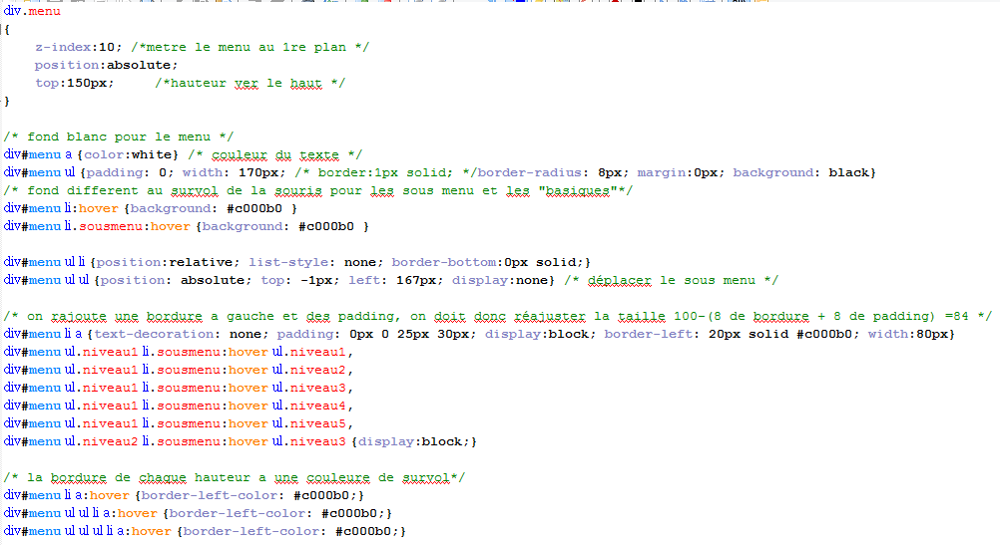 div.menu
{
z-index:10; /*metre le menu au 1re plan */
position:absolute;
top:150px; /*hauteur ver le haut */
}
/* fond blanc pour le menu */
div#menu a {color:white} /* couleur du texte */
div#menu ul {padding: 0; width: 170px; /* border:1px solid; */border-radius: 8px; margin:0px; background: black}
/* fond different au survol de la souris pour les sous menu et les "basiques"*/
div#menu li:hover {background: #c000b0 }
div#menu li.sousmenu:hover {background: #c000b0 }
div#menu ul li {position:relative; list-style: none; border-bottom:0px solid;}
div#menu ul ul {position: absolute; top: -1px; left: 167px; display:none} /* déplacer le sous menu */
/* on rajoute une bordure a gauche et des padding, on doit donc réajuster la taille 100-(8 de bordure + 8 de padding) =84 */
div#menu li a {text-decoration: none; padding: 0px 0 25px 30px; display:block; border-left: 20px solid #c000b0; width:80px}
div#menu ul.niveau1 li.sousmenu:hover ul.niveau1,
div#menu ul.niveau1 li.sousmenu:hover ul.niveau2,
div#menu ul.niveau1 li.sousmenu:hover ul.niveau3,
div#menu ul.niveau1 li.sousmenu:hover ul.niveau4,
div#menu ul.niveau1 li.sousmenu:hover ul.niveau5,
div#menu ul.niveau2 li.sousmenu:hover ul.niveau3 {display:block;}
/* la bordure de chaque hauteur a une couleure de survol*/
div#menu li a:hover {border-left-color: #c000b0;}
div#menu ul ul li a:hover {border-left-color: #c000b0;}
div#menu ul ul ul li a:hover {border-left-color: #c000b0;}